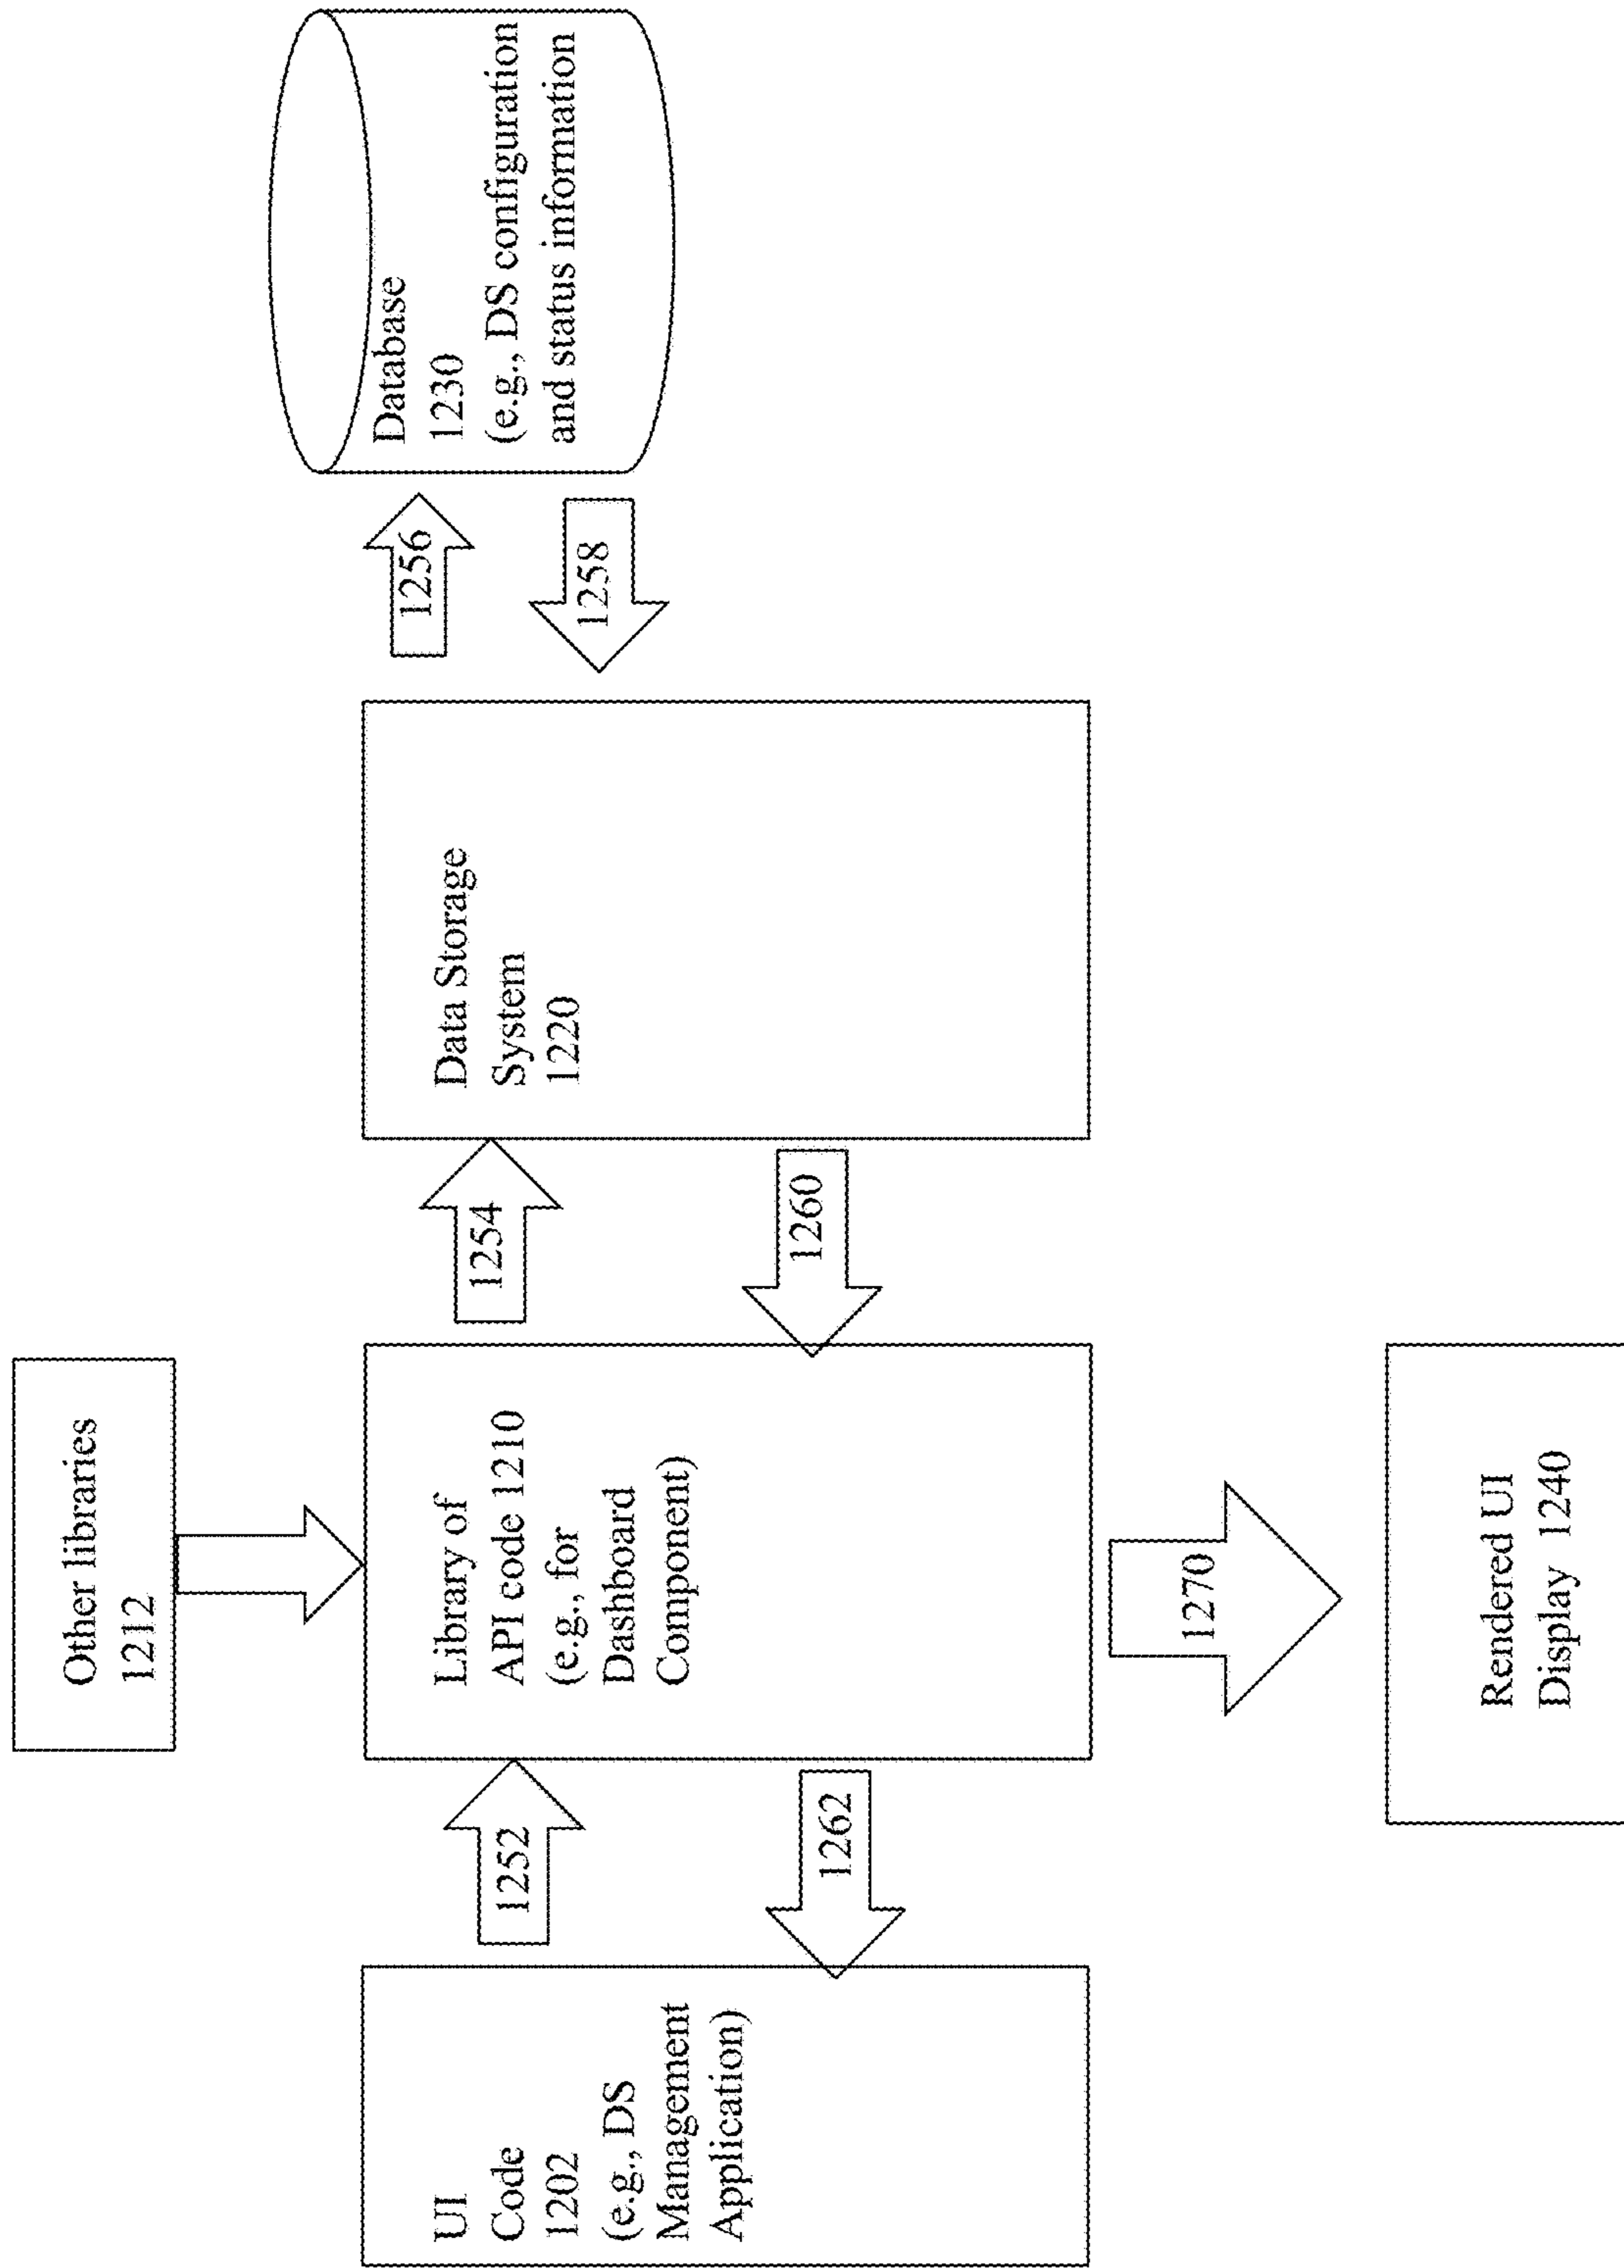 Other libraries
1212
UI
Code
1202
(e.g., DS
Management
Application)
1252
1262
Library of
API code 1210
(e.g., for
Dashboard
Component)
1254
1260
Data Storage
System
1220
1256
1258
Database
1230
(e.g., DS configuration
and status information
1270
Rendered UI
Display 1240